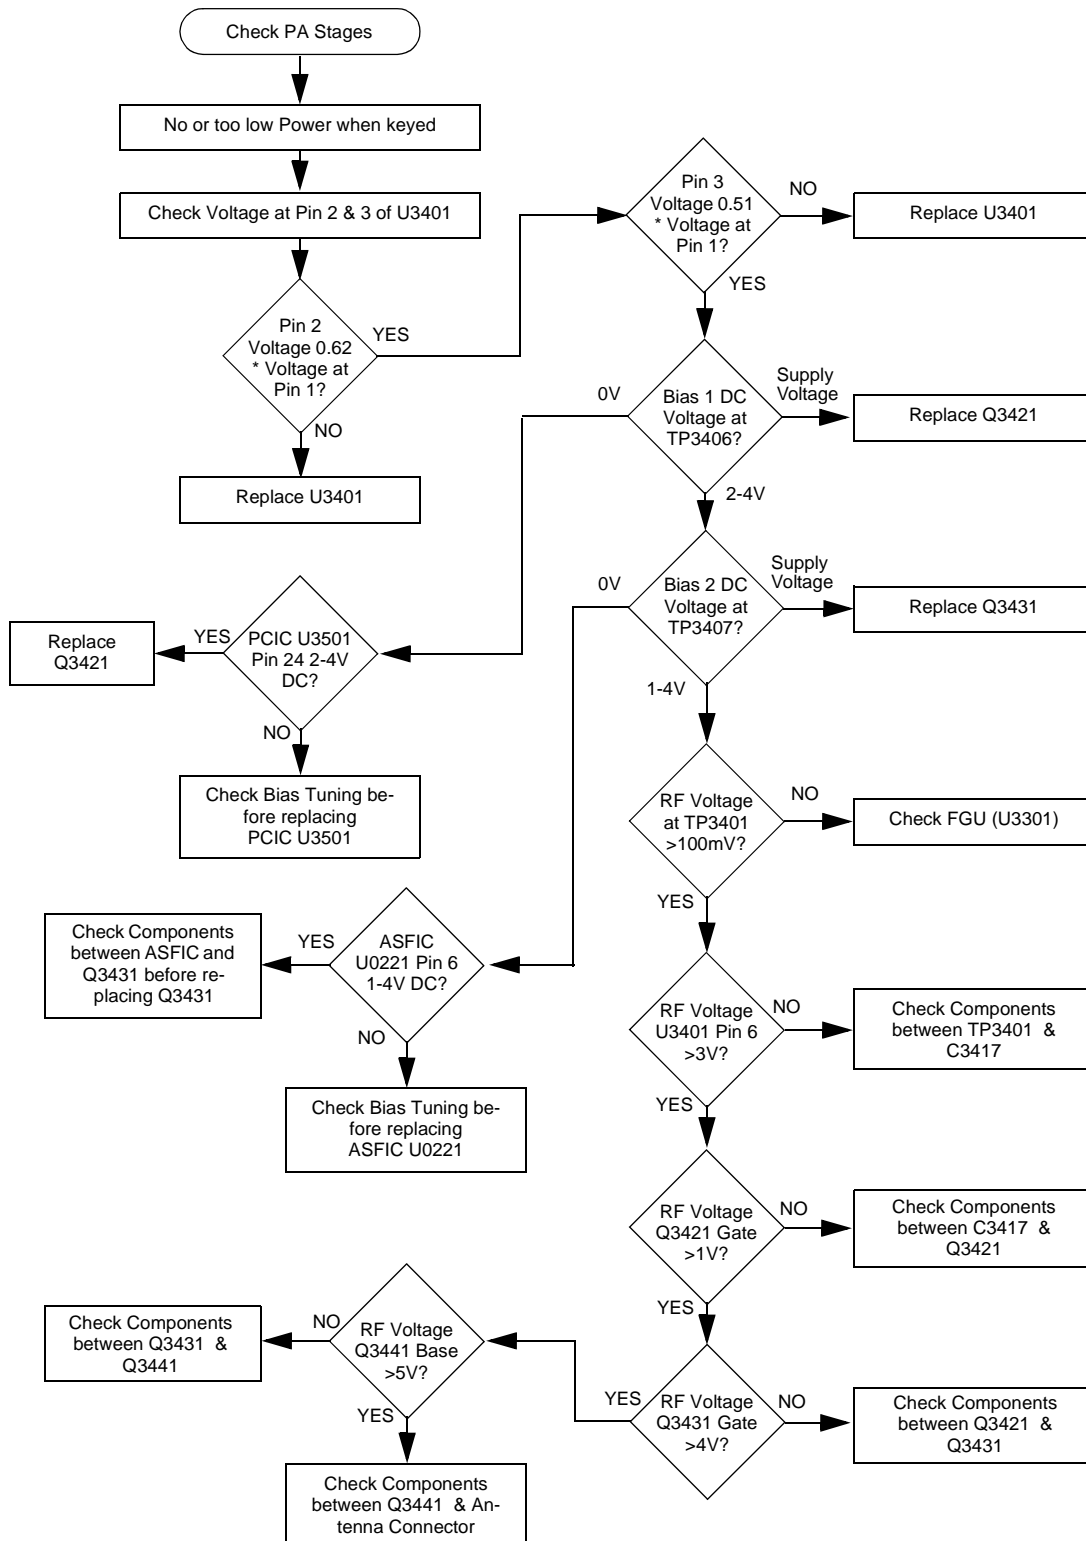 Check PA Stages
No or too low Power when keyed
Check Voltage at Pin 2 & 3 of U3401
Pin 2
Voltage 0.62
* Voltage at
Pin 1?
YES
NO
Replace U3401
Pin 3
Voltage 0.51
* Voltage at
Pin 1?
NO
Replace U3401
YES
Bias 1 DC
Voltage at
TP3406?
0V
Supply
Voltage
Replace Q3421
2-4V
Bias 2 DC
Voltage at
TP3407?
0V
Supply
Voltage
Replace Q3431
1-4V
PCIC U3501
Pin 24 2-4V
DC?
YES
Replace
Q3421
NO
Check Bias Tuning be-
fore replacing
PCIC U3501
RF Voltage
at TP3401
>100mV?
NO
Check FGU (U3301)
YES
ASFIC
U0221 Pin 6
1-4V DC?
YES
Check Components
between ASFIC and
Q3431 before re-
placing Q3431
NO
Check Bias Tuning be-
fore replacing
ASFIC U0221
RF Voltage
U3401 Pin 6
>3V?
NO
Check Components
between TP3401 &
C3417
YES
RF Voltage
Q3421 Gate
>1V?
NO
Check Components
between C3417 &
Q3421
YES
RF Voltage
Q3431 Gate
>4V?
NO
Check Components
between Q3421 &
Q3431
YES
RF Voltage
Q3441 Base
>5V?
NO
Check Components
between Q3431 &
Q3441
YES
Check Components
between Q3441 & An-
tenna Connector